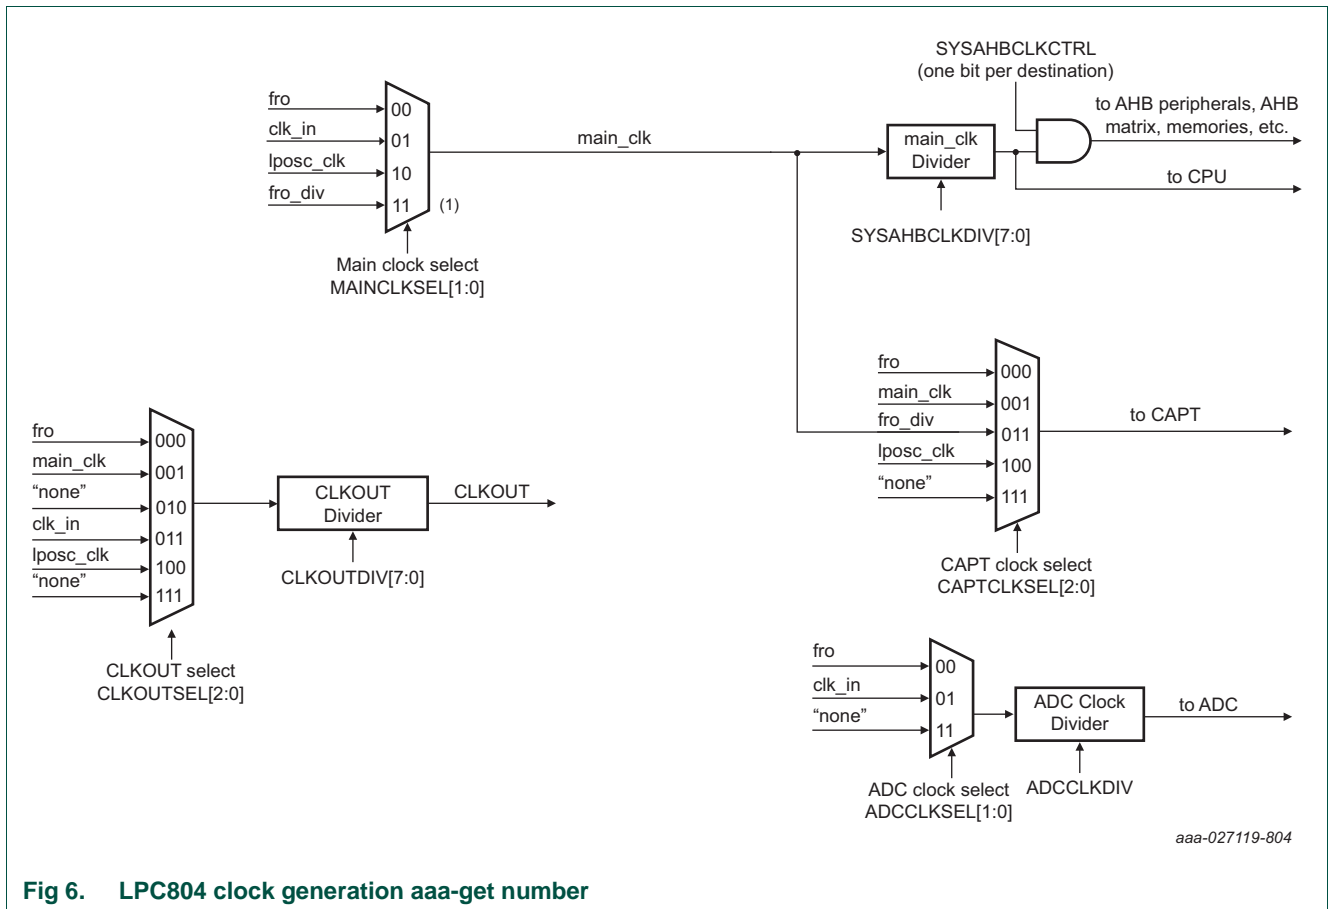 SYSAHBCLKCTRL
(one bit per destination)
to AHB peripherals, AHB
matrix, memories, etc.
fro
clk_in
lposc_clk
fro_div
00
01
10
11
(1)
main_clk
main_clk
Divider
to CPU
SYSAHBCLKDIV[7:0]
Main clock select
MAINCLKSEL[1:0]
fro
main_clk
fro_div
lposc_clk
“none”
000
001
011
100
111
to CAPT
CAPT clock select
CAPTCLKSEL[2:0]
fro
main_clk
“none”
clk_in
lposc_clk
“none”
000
001
010
011
100
111
CLKOUT
Divider
CLKOUT
CLKOUTDIV[7:0]
CLKOUT select
CLKOUTSEL[2:0]
fro
clk_in
“none”
00
01
11
ADC Clock
Divider
to ADC
ADC clock select
ADCCLKSEL[1:0]
ADCCLKDIV
aaa-027119-804
Fig 6. LPC804 clock generation aaa-get number